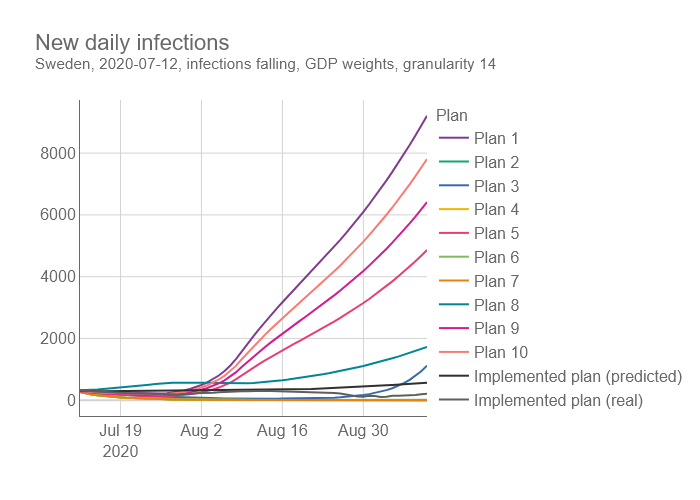 New daily infections
Sweden, 2020-07-12, infections falling, GDP weights, granularity 14
Plan
Plan 1
Plan 2
Plan 3
Plan 4
Plan 5
Plan 6
Plan 7
Plan 8
Plan 9
Plan 10
Implemented plan (predicted)
Implemented plan (real)
8000
6000
4000
2000
0
Jul 19
2020
Aug 2
Aug 16
Aug 30